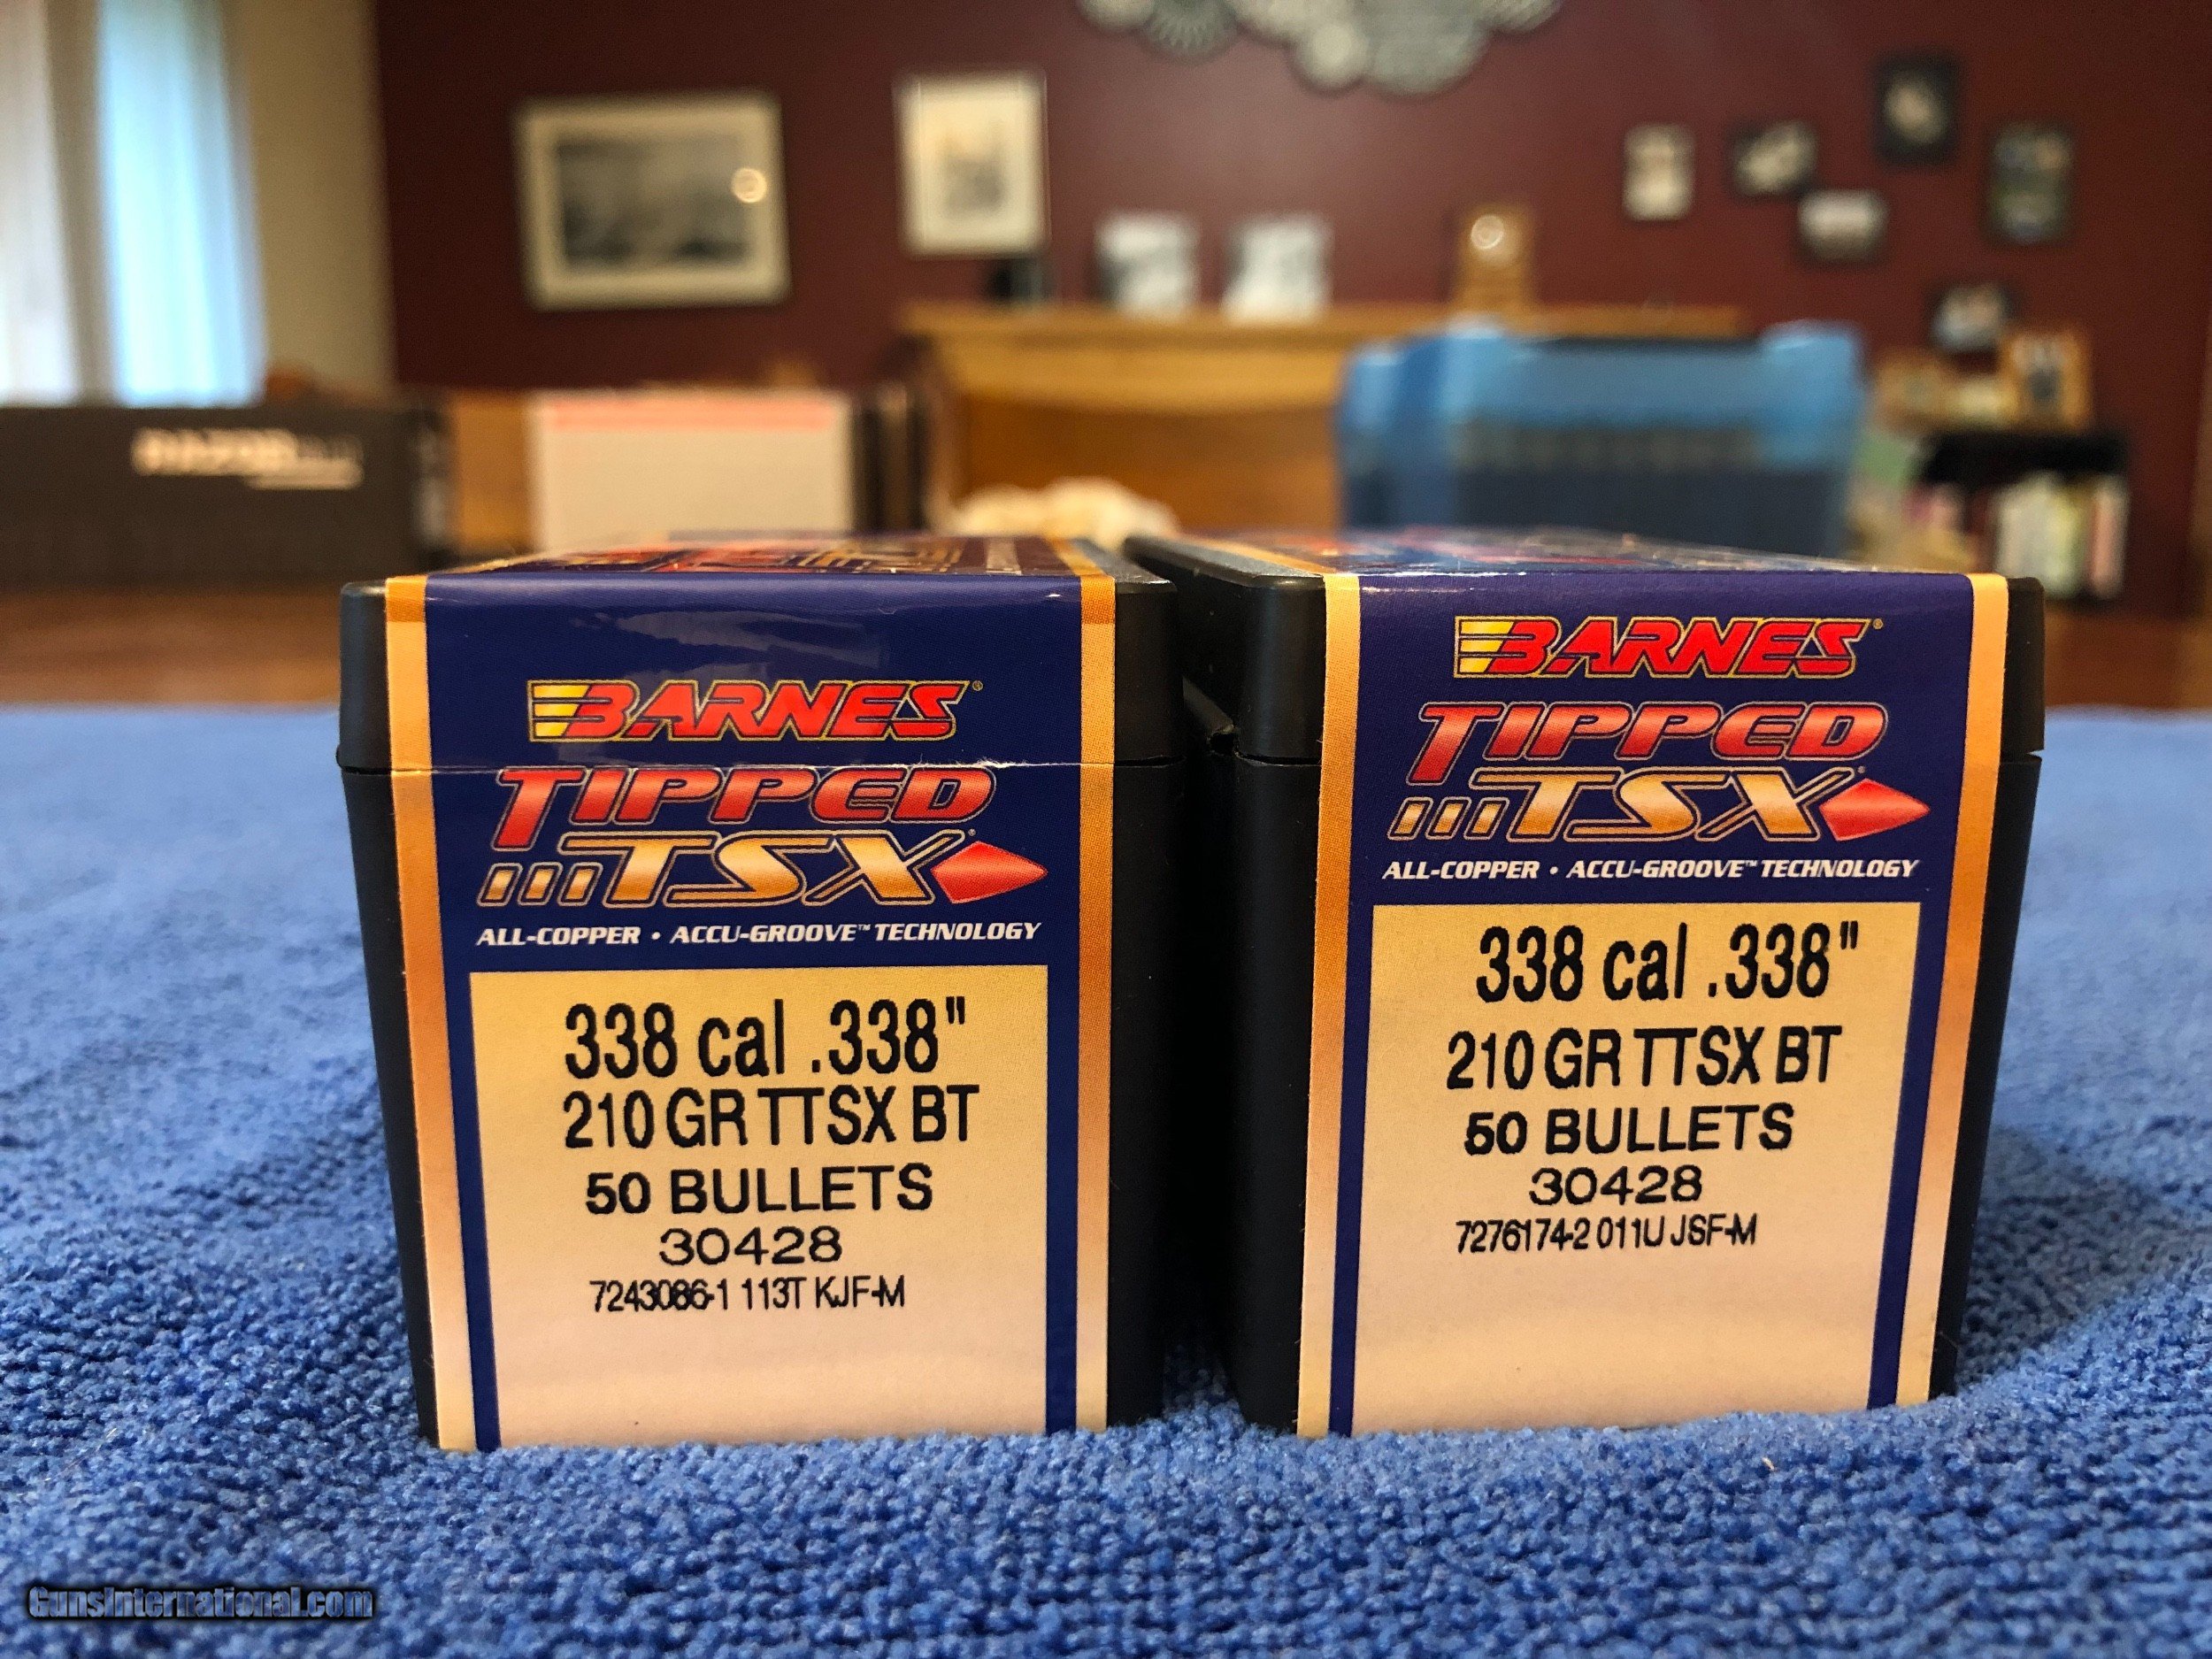 BARNES®
TIPPED
TSX®
ALL-COPPER • ACCU-GROOVE™ TECHNOLOGY
338 cal .338"
210 GR TTSX BT
50 BULLETS
30428
7243086-1 113T KJF-M
BARNES®
TIPPED
TSX®
ALL-COPPER • ACCU-GROOVE™ TECHNOLOGY
338 cal .338"
210 GR TTSX BT
50 BULLETS
30428
7276174-2 011U JSF-M
GunsInternational.com